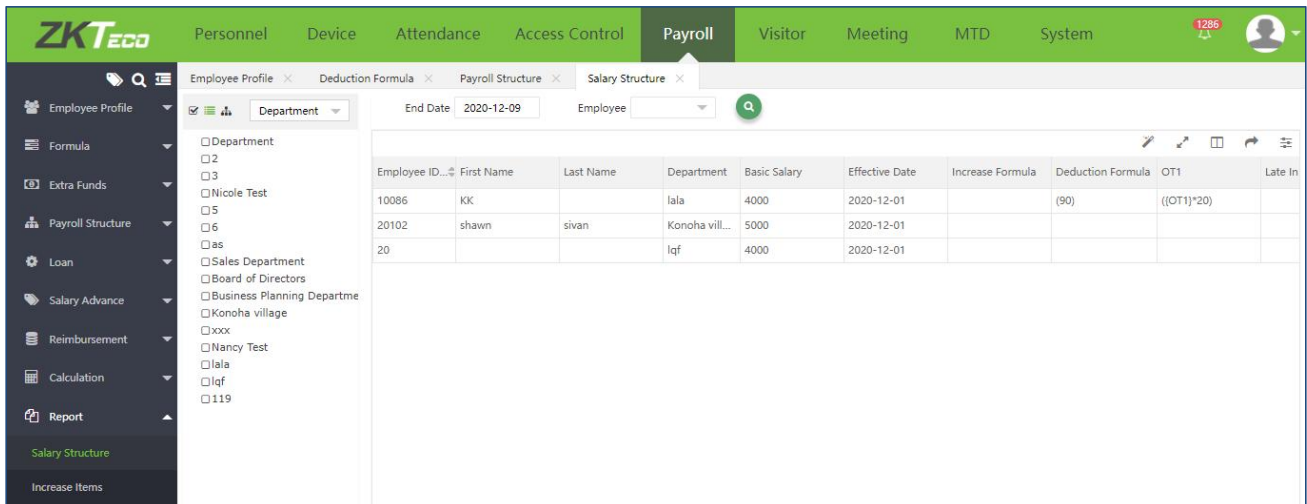 ZKTECO Personnel Device Attendance Access Control Payroll Visitor Meeting MTD System 1286
Employee Profile Deduction Formula Payroll Structure Salary Structure
Employee Profile
Formula
Extra Funds
Payroll Structure
Loan
Salary Advance
Reimbursement
Calculation
Report
Salary Structure
Increase Items
Department
Department
2
3
Nicole Test
5
6
as
Sales Department
Board of Directors
Business Planning Departme
Konoha village
xxx
Nancy Test
lala
lqf
119
End Date 2020-12-09 Employee
Employee ID... First Name Last Name Department Basic Salary Effective Date Increase Formula Deduction Formula OT1 Late In
10086 KK lala 4000 2020-12-01 (90) ({OT1}*20)
20102 shawn sivan Konoha vill... 5000 2020-12-01
20 lqf 4000 2020-12-01